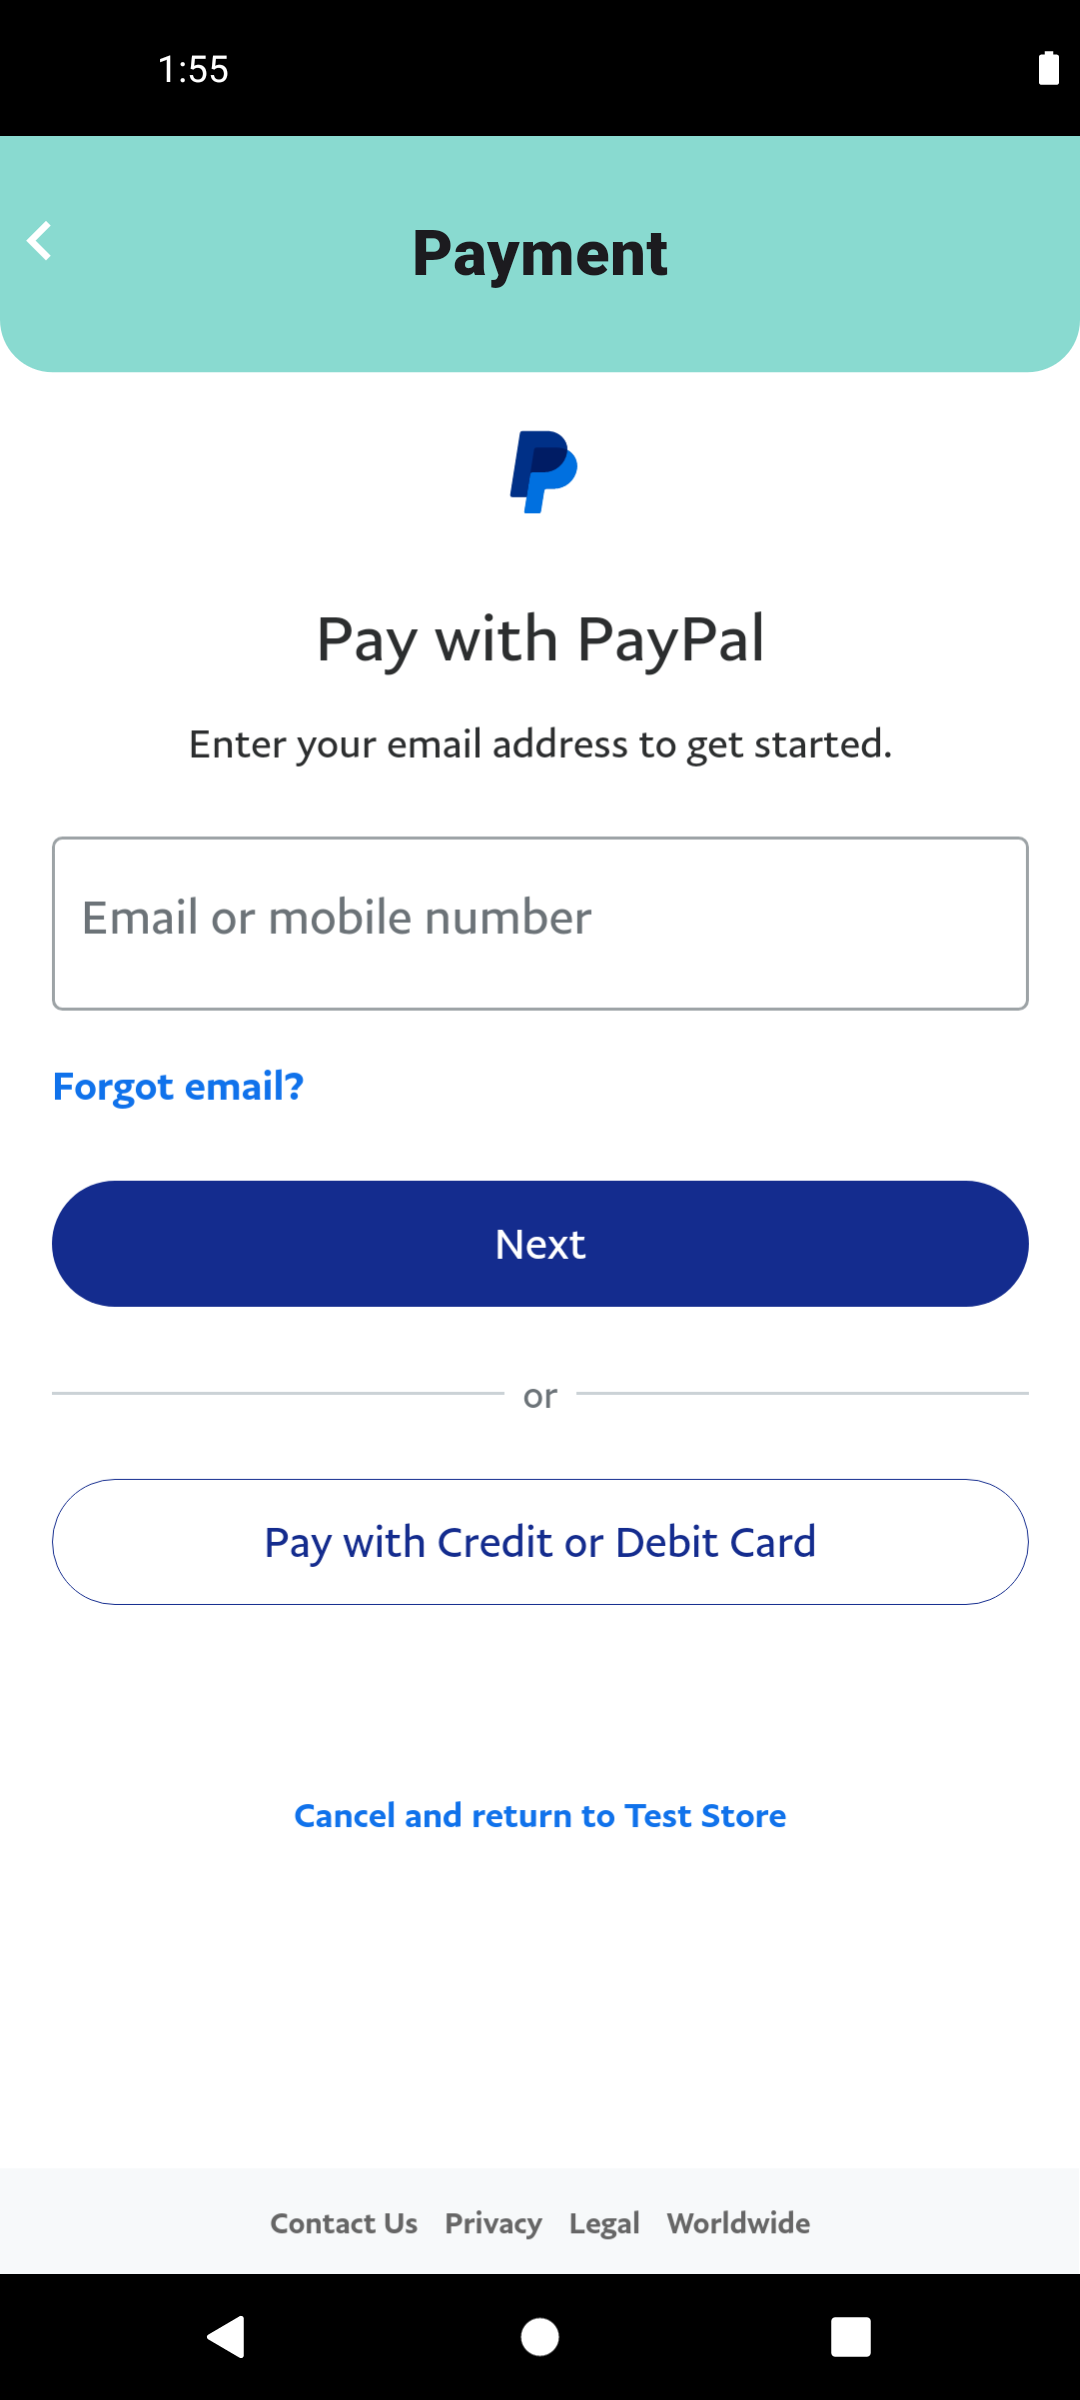 1:55
Payment
Pay with PayPal
Enter your email address to get started.
Email or mobile number
Forgot email?
Next
or
Pay with Credit or Debit Card
Cancel and return to Test Store
Contact Us Privacy Legal Worldwide